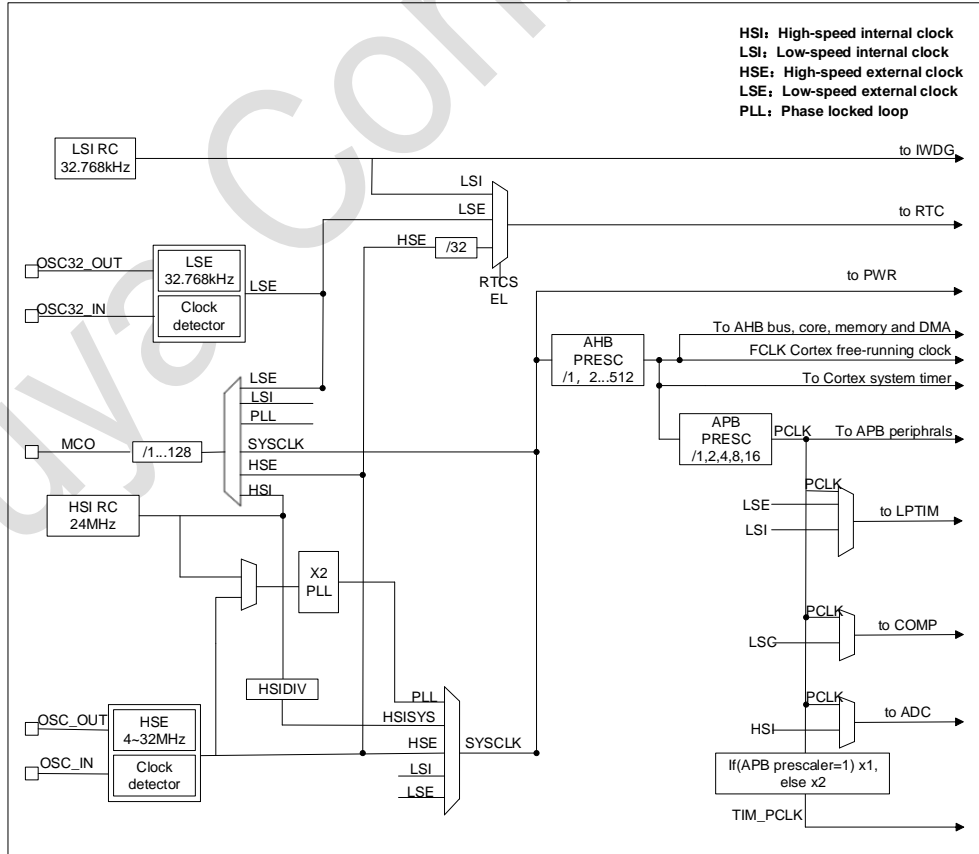 HSI：High-speed internal clock
LSI：Low-speed internal clock
HSE：High-speed external clock
LSE：Low-speed external clock
PLL：Phase locked loop
LSI RC
32.768kHz
to IWDG
LSI
LSE
to RTC
HSE
/32
RTCS
EL
OSC32_OUT
OSC32_IN
LSE
32.768kHz
Clock
detector
LSE
to PWR
AHB
PRESC
/1, 2...512
To AHB bus, core, memory and DMA
FCLK Cortex free-running clock
To Cortex system timer
APB
PRESC
/1,2,4,8,16
PCLK
To APB periphrals
LSE
LSI
PLL
SYSCLK
HSE
HSI
MCO
/1...128
HSI RC
24MHz
PCLK
LSE
LSI
to LPTIM
X2
PLL
PCLK
LSC
to COMP
HSIDIV
PLL
HSISYS
HSE
LSI
LSE
SYSCLK
PCLK
HSI
to ADC
OSC_OUT
OSC_IN
HSE
4~32MHz
Clock
detector
If(APB prescaler=1) x1,
else x2
TIM_PCLK